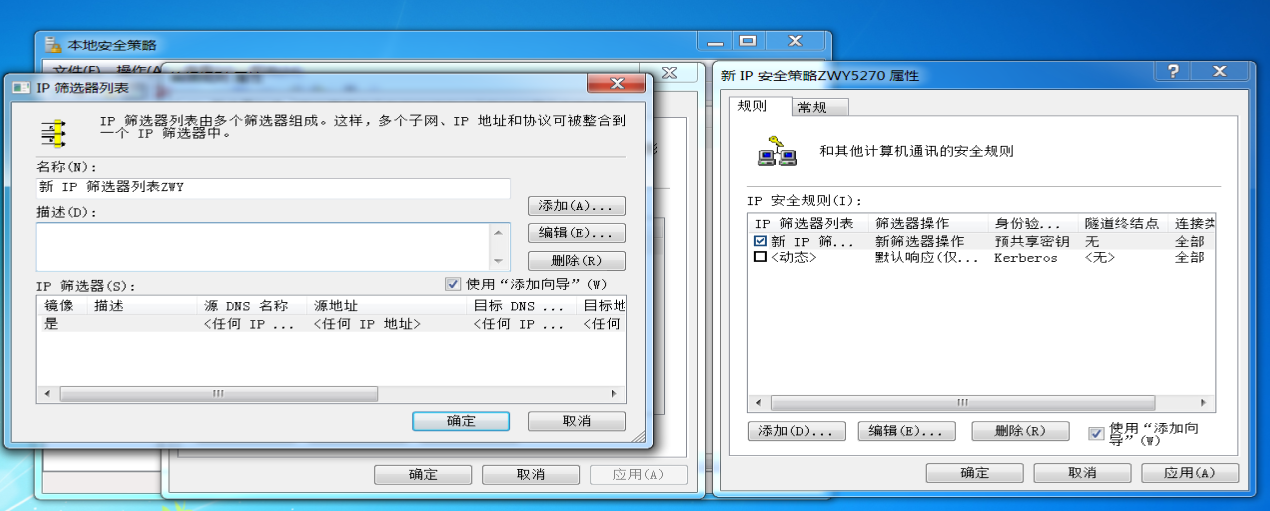 本地安全策略
文件(F) 操作(A
IP 筛选器列表
IP 筛选器列表由多个筛选器组成。这样，多个子网、IP 地址和协议可被整合到
一个 IP 筛选器中。
名称(N):
新 IP 筛选器列表ZWY
添加(A)...
描述(D):
编辑(E)...
删除(R)
IP 筛选器(S):
使用“添加向导”(W)
镜像 描述 源 DNS 名称 源地址 目标 DNS ... 目标地
是 <任何 IP ... <任何 IP 地址> <任何 IP ... <任何
确定 取消
确定 取消 应用(A)
新 IP 安全策略ZWY5270 属性
规则 常规
和其他计算机通讯的安全规则
IP 安全规则(I):
IP 筛选器列表 筛选器操作 身份验... 隧道终结点 连接类
新 IP 筛... 新筛选器操作 预共享密钥 无 全部
<动态> 默认响应(仅... Kerberos <无> 全部
添加(D)... 编辑(E)... 删除(R) 使用“添加向
导”(W)
确定 取消 应用(A)